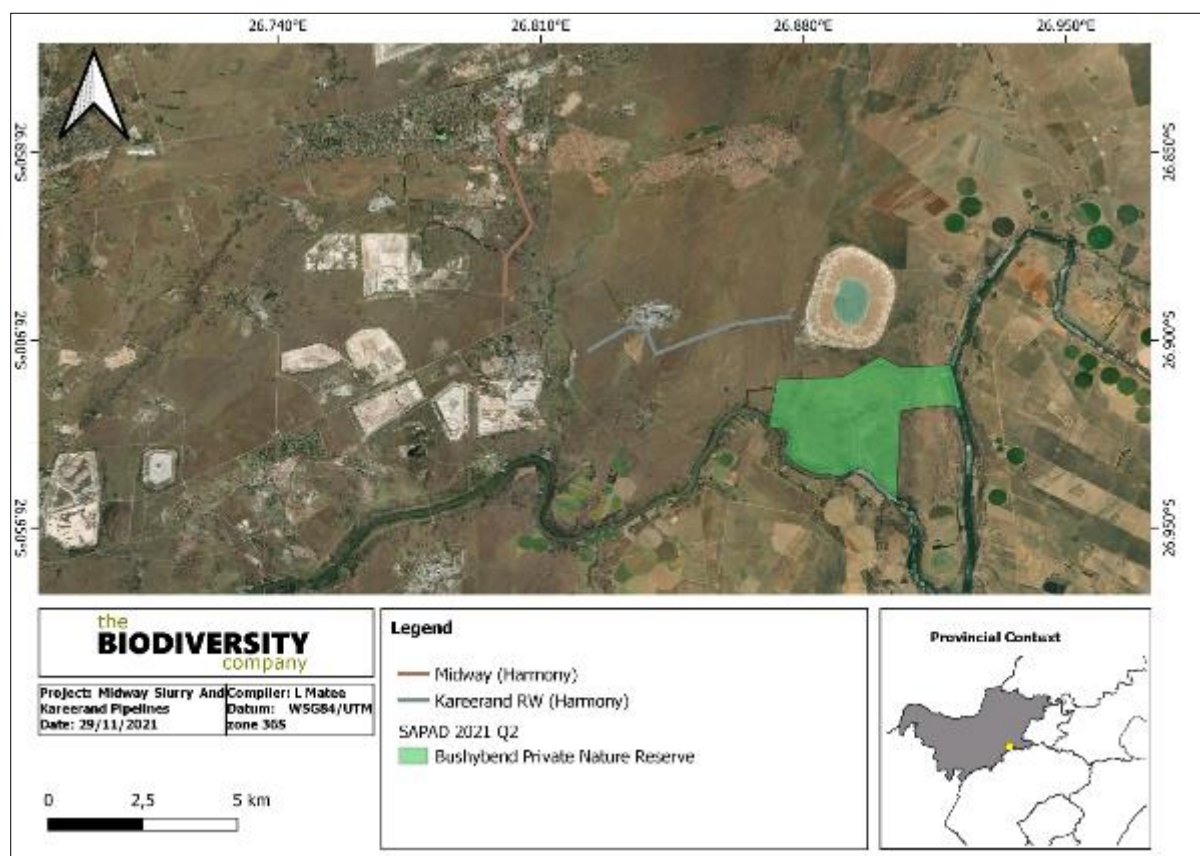 26.740°E 26.810°E 26.880°E 26.950°E
26.850°S 26.850°S
26.900°S 26.900°S
26.950°S 26.950°S
the
BIODIVERSITY
company
Project: Midway Slurry And
Kareerand Pipelines
Date: 29/11/2021
Compiler: L Matee
Datum: WSG84/UTM
zone 36S
0 2,5 5 km
Legend
Midway (Harmony)
Kareerand RW (Harmony)
SAPAD 2021 Q2
Bushybend Private Nature Reserve
Provincial Context